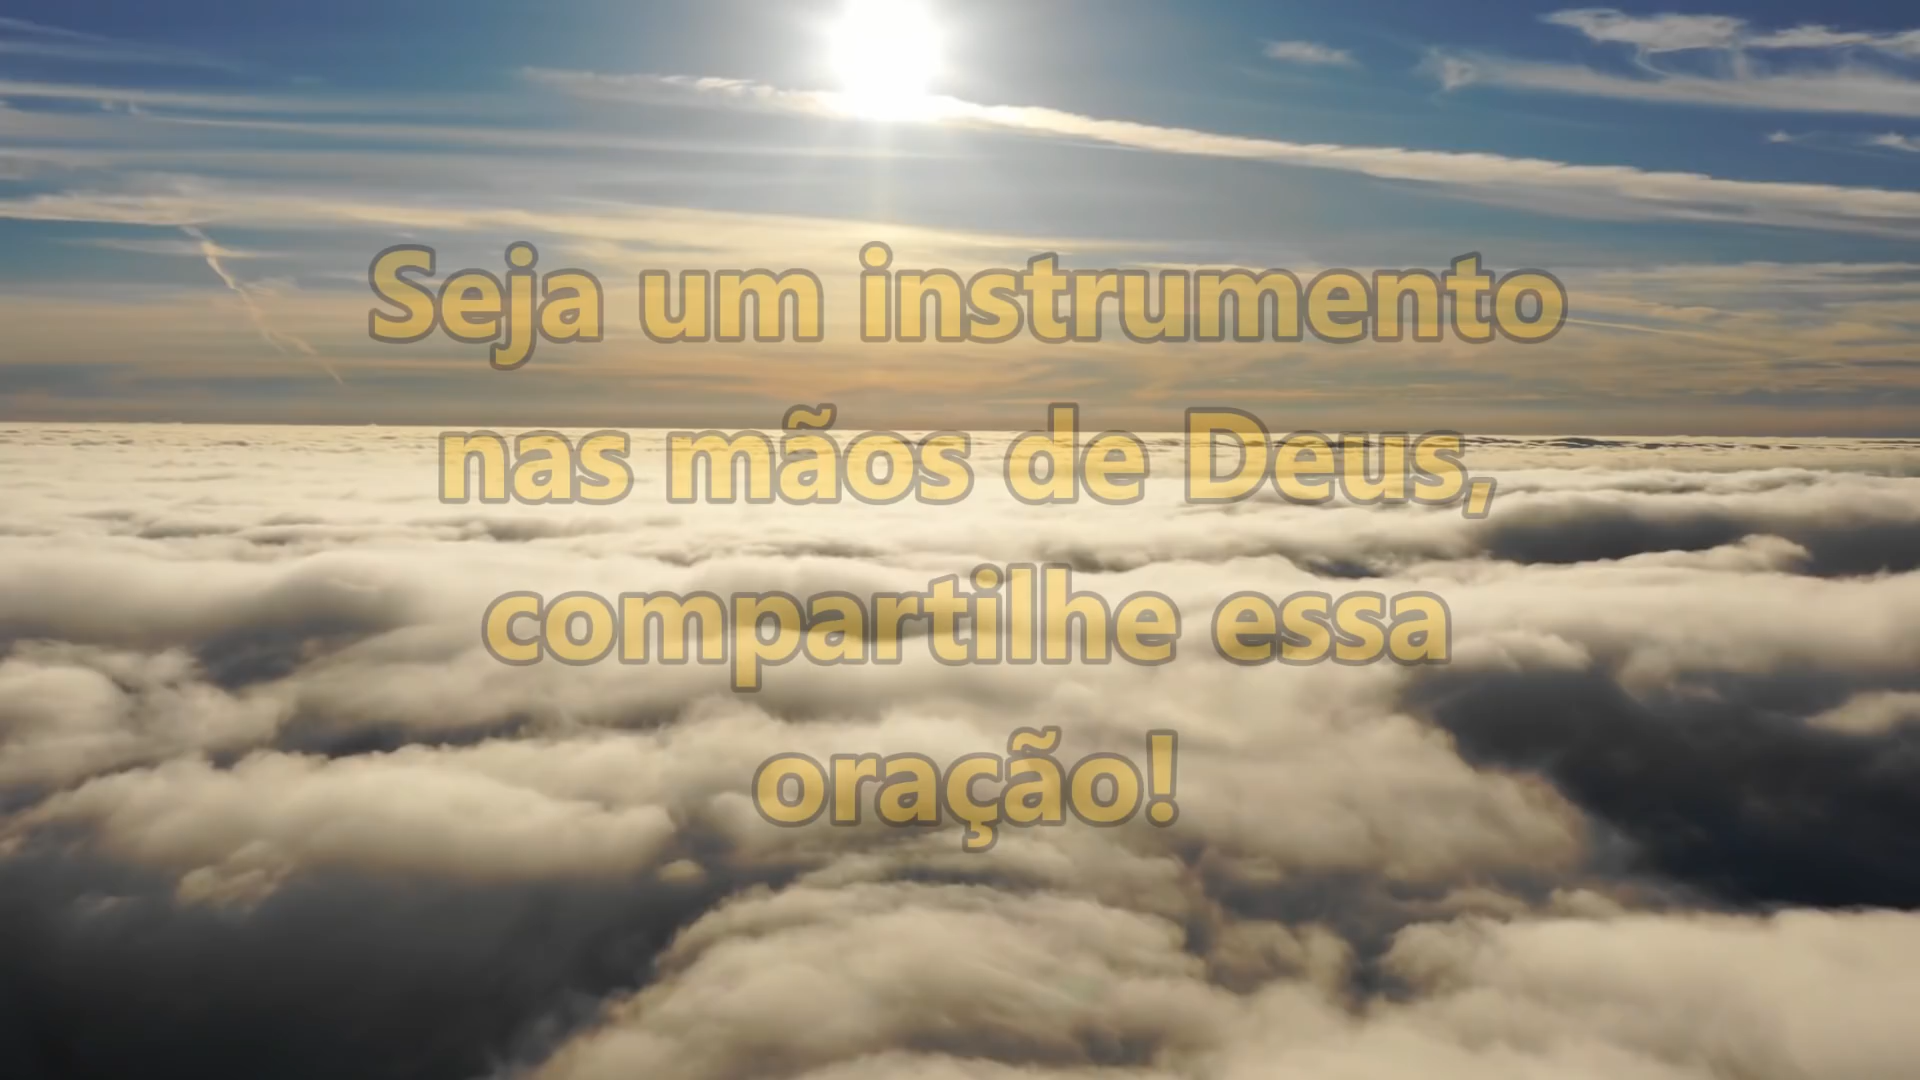 Seja um instrumento
nas mãos de Deus,
compartilhe essa
oração!